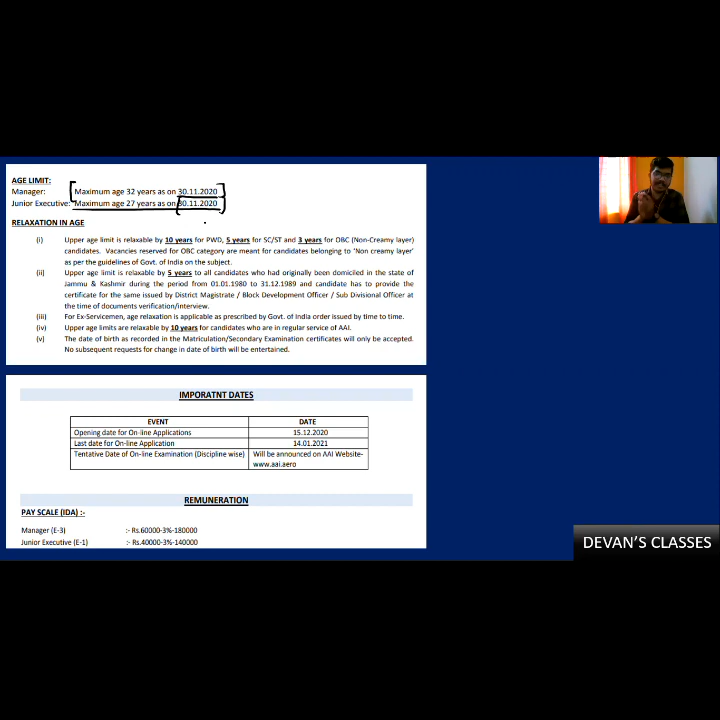 AGE LIMIT:
Manager: Maximum age 32 years as on 30.11.2020
Junior Executive: Maximum age 27 years as on 30.11.2020
RELAXATION IN AGE
(i) Upper age limit is relaxable by 10 years for PWD, 5 years for SC/ST and 3 years for OBC (Non-Creamy layer)
candidates. Vacancies reserved for OBC category are meant for candidates belonging to 'Non creamy layer'
as per the guidelines of Govt. of India on the subject.
(ii) Upper age limit is relaxable by 5 years to all candidates who had originally been domiciled in the state of
Jammu & Kashmir during the period from 01.01.1980 to 31.12.1989 and candidate has to provide the
certificate for the same issued by District Magistrate / Block Development Officer / Sub Divisional Officer at
the time of documents verification/interview.
(iii) For Ex-Servicemen, age relaxation is applicable as prescribed by Govt. of India order issued by time to time.
(iv) Upper age limits are relaxable by 10 years for candidates who are in regular service of AAI.
(v) The date of birth as recorded in the Matriculation/Secondary Examination certificates will only be accepted.
No subsequent requests for change in date of birth will be entertained.
IMPORATNT DATES
EVENT DATE
Opening date for On-line Applications 15.12.2020
Last date for On-line Application 14.01.2021
Tentative Date of On-line Examination (Discipline wise) Will be announced on AAI Website-
www.aai.aero
REMUNERATION
PAY SCALE (IDA) :-
Manager (E-3) :- Rs.60000-3%-180000
Junior Executive (E-1) :- Rs.40000-3%-140000
DEVAN'S CLASSES